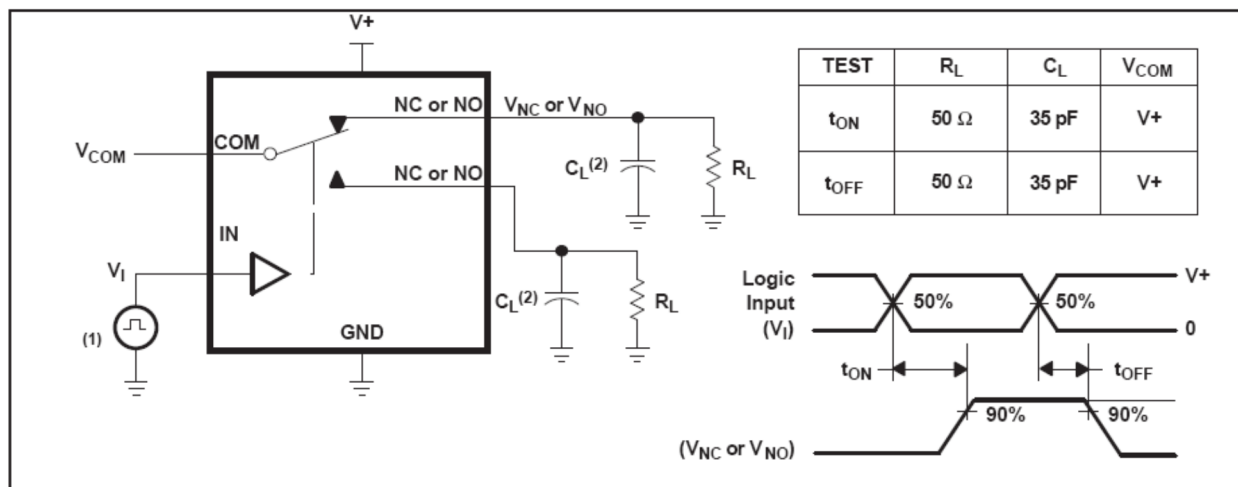 V+
NC or NO
V_NC or V_NO
COM
V_COM
C_L(2)
R_L
NC or NO
IN
V_I
C_L(2)
R_L
(1)
GND
TEST R_L C_L V_COM
t_ON 50 Ω 35 pF V+
t_OFF 50 Ω 35 pF V+
Logic
Input
(V_I)
V+
50%
50%
0
t_ON
t_OFF
90%
90%
(V_NC or V_NO)